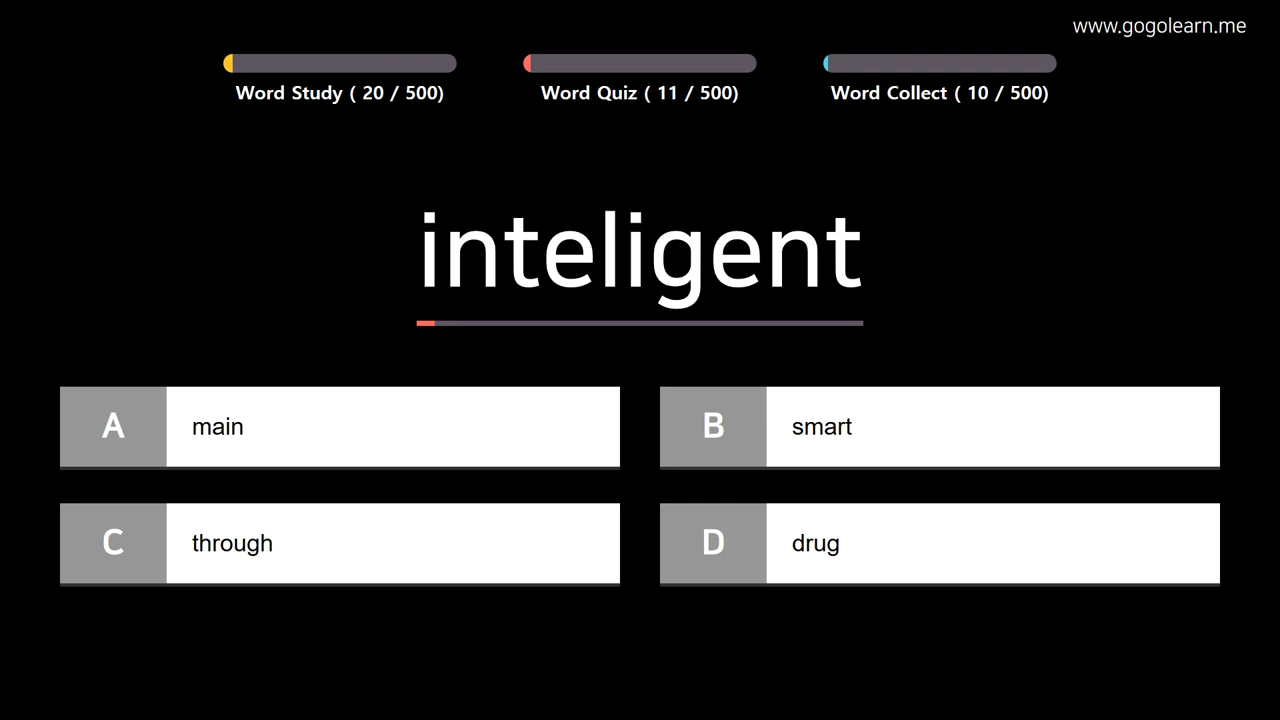 www.gogolearn.me
Word Study ( 20 / 500)
Word Quiz ( 11 / 500)
Word Collect ( 10 / 500)
inteligent
A main
B smart
C through
D drug